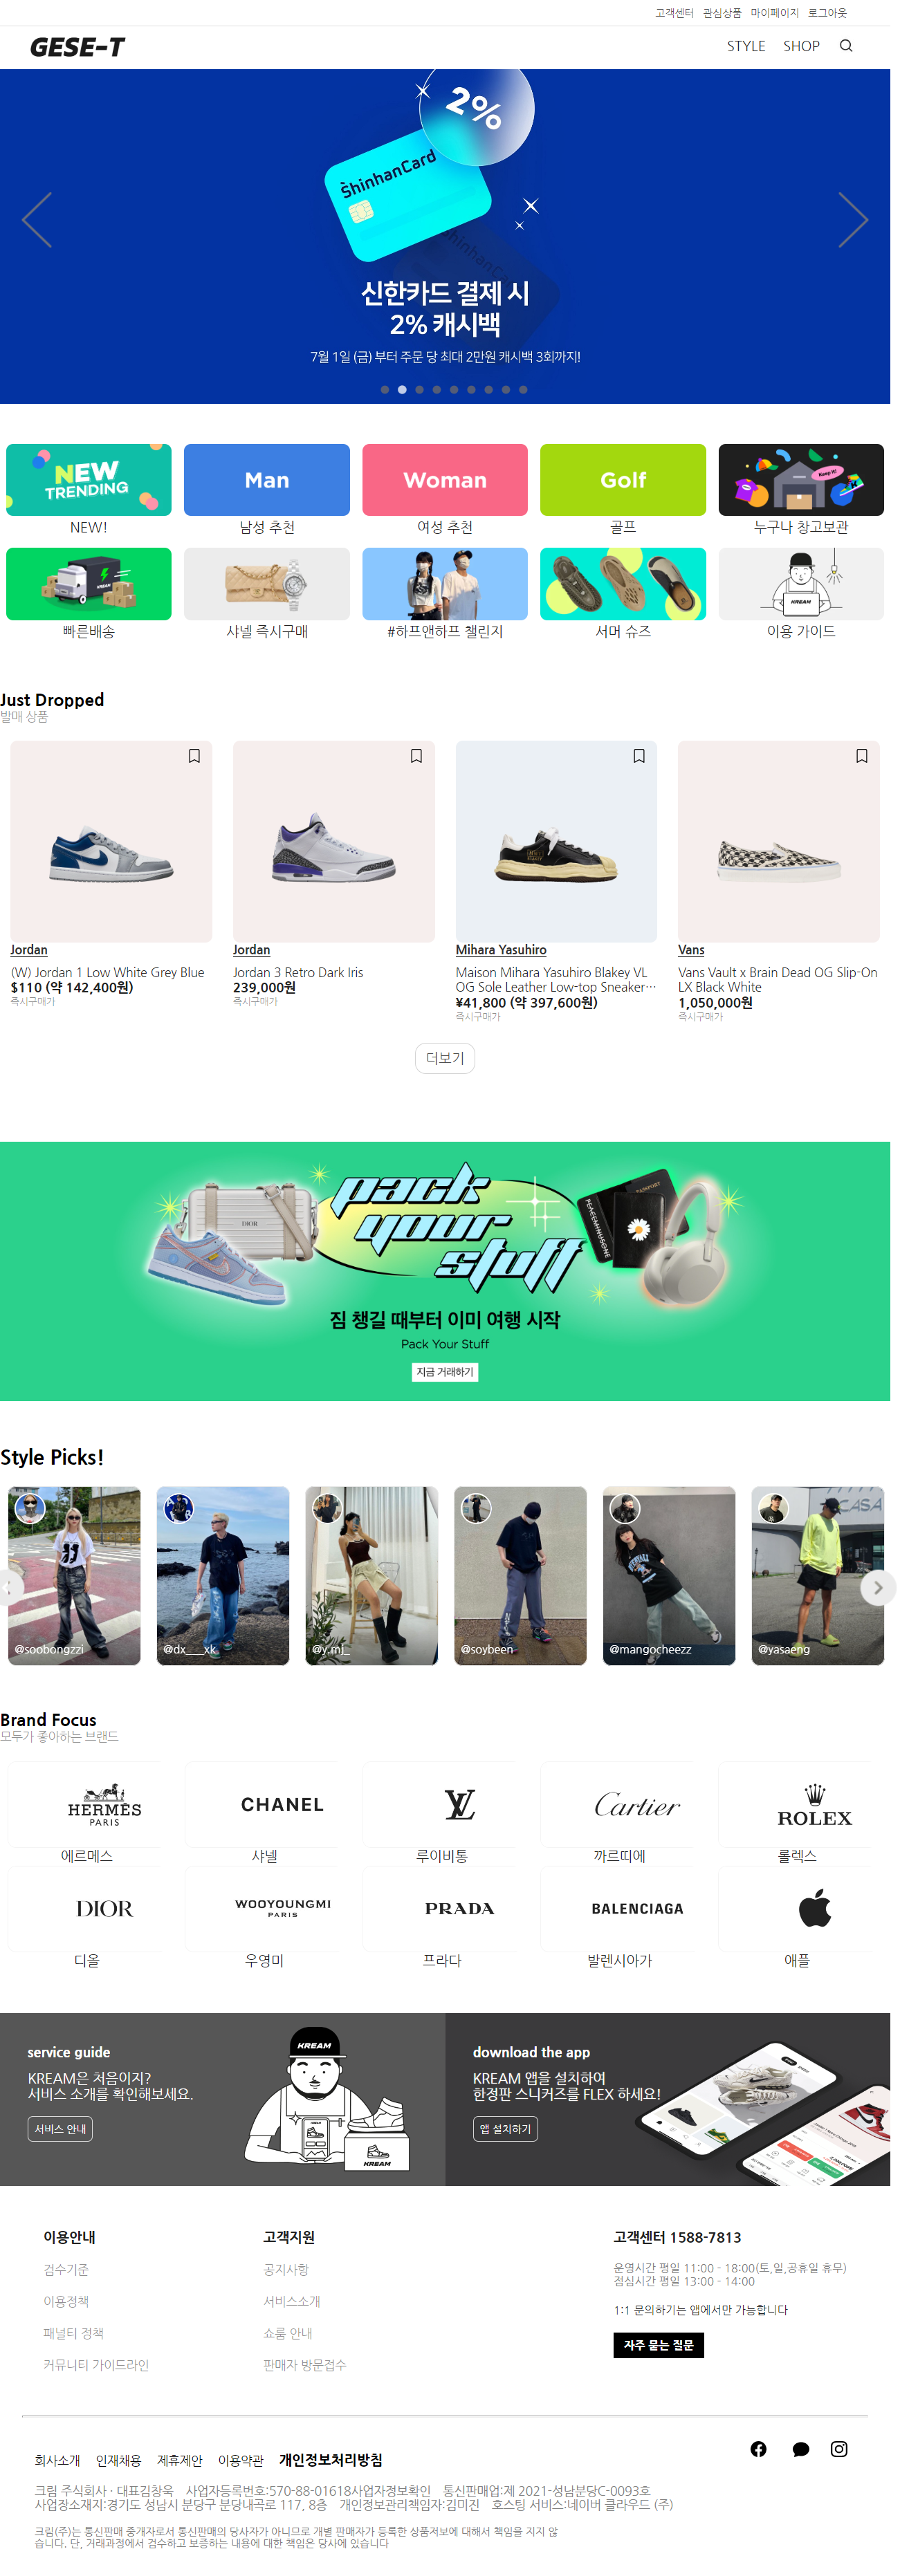 고객센터 관심상품 마이페이지 로그아웃
GESE-T
STYLE SHOP
2%
ShinhanCard
신한카드 결제 시
2% 캐시백
7월 1일 (금) 부터 주문 당 최대 2만원 캐시백 3회까지!
NEW TRENDING
Man
Woman
Golf
Keep it!
NEW!
남성 추천
여성 추천
골프
누구나 창고보관
KREAM
KREAM
빠른배송
샤넬 즉시구매
#하프앤하프 챌린지
서머 슈즈
이용 가이드
Just Dropped
발매 상품
Jordan
(W) Jordan 1 Low White Grey Blue
$110 (약 142,400원)
즉시구매가
Jordan
Jordan 3 Retro Dark Iris
239,000원
즉시구매가
Mihara Yasuhiro
Maison Mihara Yasuhiro Blakey VL
OG Sole Leather Low-top Sneaker…
¥41,800 (약 397,600원)
즉시구매가
Vans
Vans Vault x Brain Dead OG Slip-On
LX Black White
1,050,000원
즉시구매가
더보기
pack
your
stuff
DIOR
PASSPORT
PEACEMINUSONE
짐 챙길 때부터 이미 여행 시작
Pack Your Stuff
지금 거래하기
Style Picks!
CASA
@soobongzzi
@dx___xk
@y.mj_
@soybeen
@mangocheezz
@yasaeng
Brand Focus
모두가 좋아하는 브랜드
HERMÈS
PARIS
CHANEL
LV
Cartier
ROLEX
에르메스
샤넬
루이비통
까르띠에
롤렉스
DIOR
WOOYOUNGMI
PARIS
PRADA
BALENCIAGA
디올
우영미
프라다
발렌시아가
애플
service guide
KREAM은 처음이지?
서비스 소개를 확인해보세요.
서비스 안내
KREAM
KREAM
download the app
KREAM 앱을 설치하여
한정판 스니커즈를 FLEX 하세요!
앱 설치하기
이용안내
검수기준
이용정책
패널티 정책
커뮤니티 가이드라인
고객지원
공지사항
서비스소개
쇼룸 안내
판매자 방문접수
고객센터 1588-7813
운영시간 평일 11:00 - 18:00(토,일,공휴일 휴무)
점심시간 평일 13:00 - 14:00
1:1 문의하기는 앱에서만 가능합니다
자주 묻는 질문
회사소개 인재채용 제휴제안 이용약관 개인정보처리방침
크림 주식회사 · 대표김창욱 사업자등록번호:570-88-01618사업자정보확인 통신판매업:제 2021-성남분당C-0093호
사업장소재지:경기도 성남시 분당구 분당내곡로 117, 8층 개인정보관리책임자:김미진 호스팅 서비스:네이버 클라우드 (주)
크림(주)는 통신판매 중개자로서 통신판매의 당사자가 아니므로 개별 판매자가 등록한 상품저보에 대해서 책임을 지지 않
습니다. 단, 거래과정에서 검수하고 보증하는 내용에 대한 책임은 당사에 있습니다